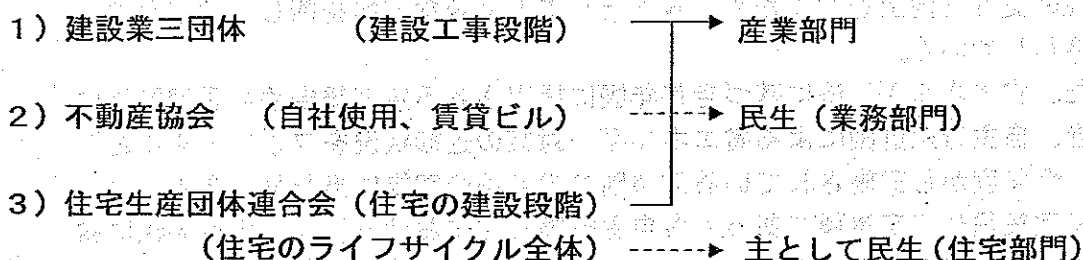 1）建設業三団体 （建設工事段階） 産業部門
2）不動産協会 （自社使用、賃貸ビル） 民生（業務部門）
3）住宅生産団体連合会（住宅の建設段階）
（住宅のライフサイクル全体） 主として民生（住宅部門）